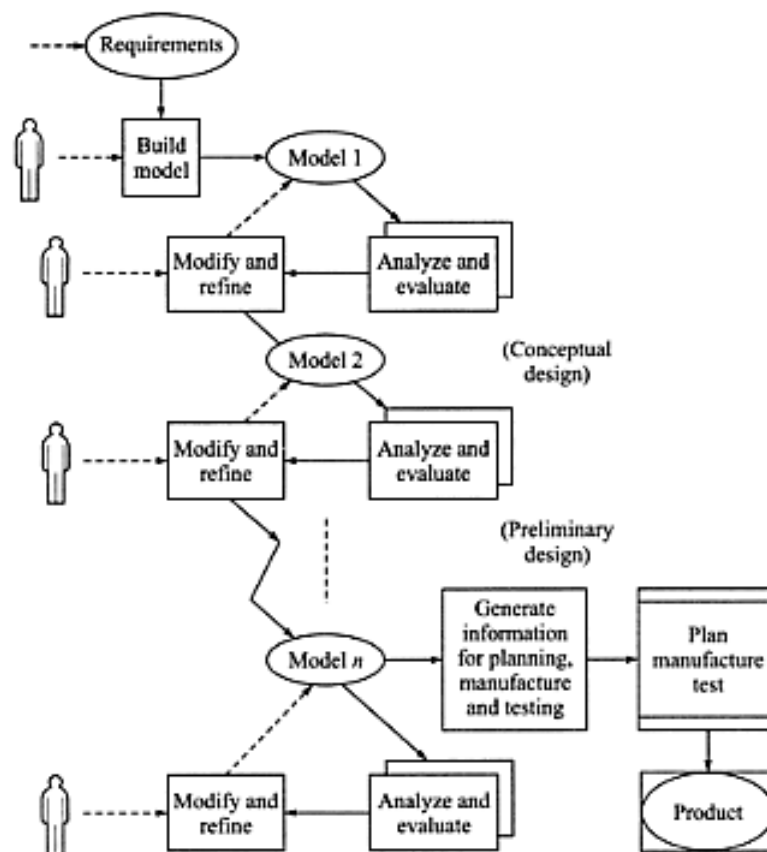 Requirements
Build
model
Model 1
Modify and
refine
Analyze and
evaluate
Model 2
(Conceptual
design)
Modify and
refine
Analyze and
evaluate
(Preliminary
design)
Model n
Generate
information
for planning,
manufacture
and testing
Plan
manufacture
test
Modify and
refine
Analyze and
evaluate
Product